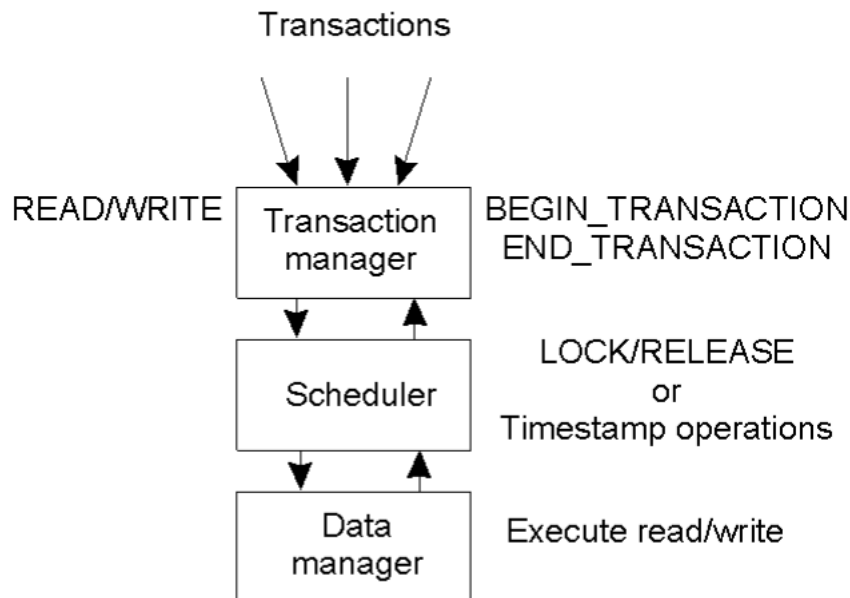 Transactions
READ/WRITE
Transaction
manager
BEGIN_TRANSACTION
END_TRANSACTION
Scheduler
LOCK/RELEASE
or
Timestamp operations
Data
manager
Execute read/write